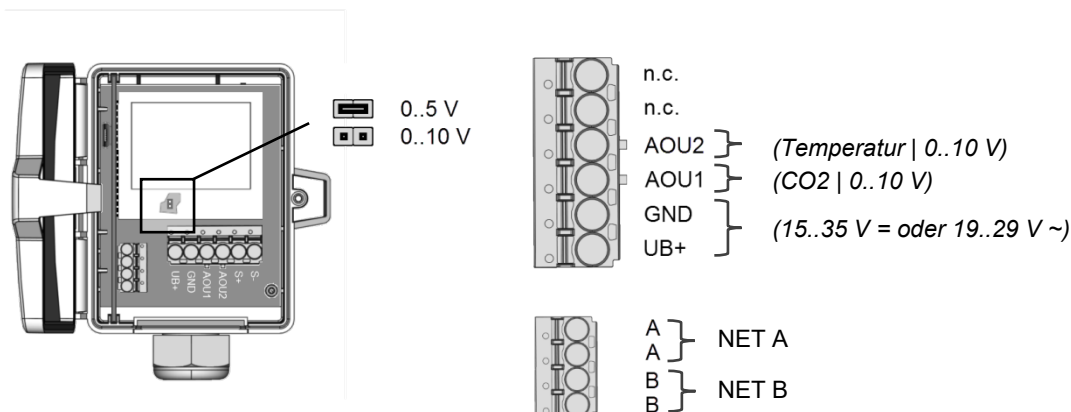 0..5 V
0..10 V
UB+
GND
AOU1
AOU2
S+
S-
n.c.
n.c.
AOU2 (Temperatur | 0..10 V)
AOU1 (CO2 | 0..10 V)
GND
(15..35 V = oder 19..29 V ~)
UB+
A
A
NET A
B
B
NET B